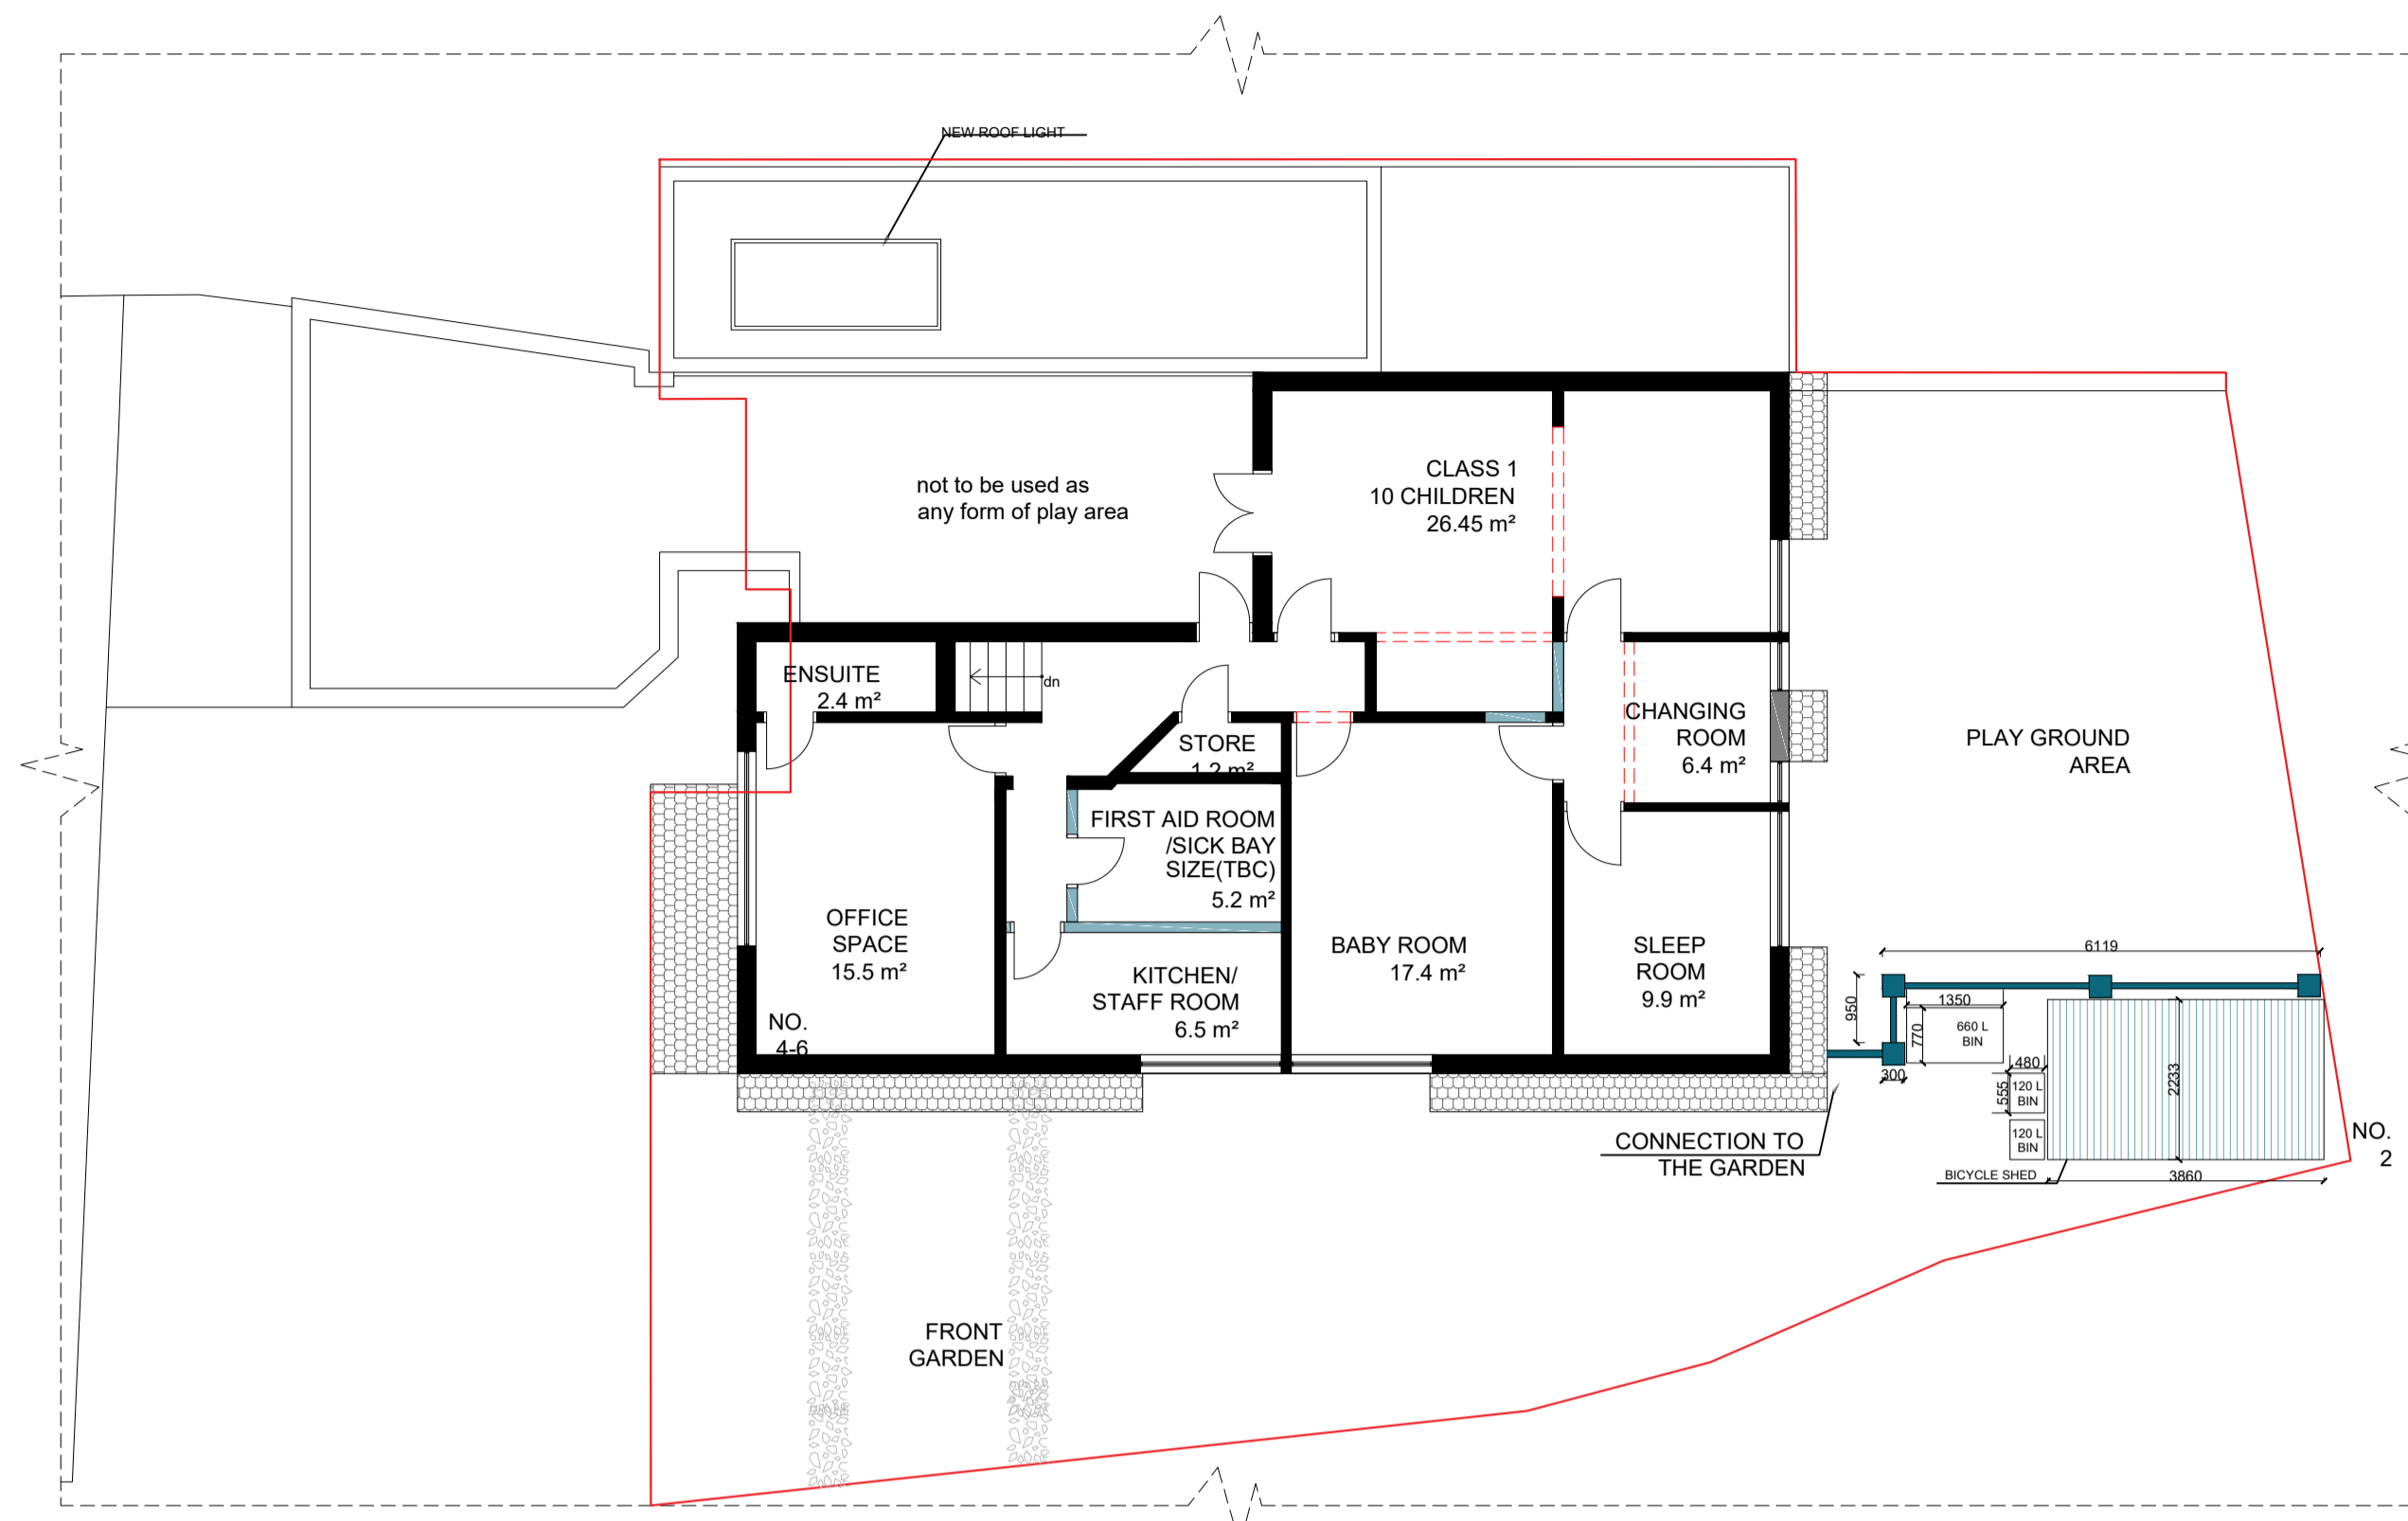 NEW ROOF LIGHT
not to be used as
any form of play area
CLASS 1
10 CHILDREN
26.45 m²
ENSUITE
2.4 m²
dn
STORE
1.2 m²
CHANGING
ROOM
6.4 m²
PLAY GROUND
AREA
FIRST AID ROOM
/SICK BAY
SIZE(TBC)
5.2 m²
OFFICE
SPACE
15.5 m²
KITCHEN/
STAFF ROOM
6.5 m²
BABY ROOM
17.4 m²
SLEEP
ROOM
9.9 m²
NO.
4-6
6119
950
1350
770
660 L
BIN
300
480
555
120 L
BIN
120 L
BIN
2233
3860
BICYCLE SHED
NO.
2
CONNECTION TO
THE GARDEN
FRONT
GARDEN